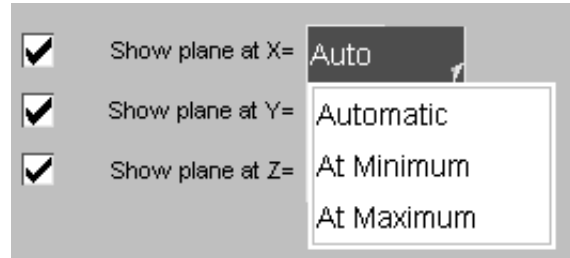 Show plane at X= Auto
Show plane at Y= Automatic
Show plane at Z= At Minimum
At Maximum